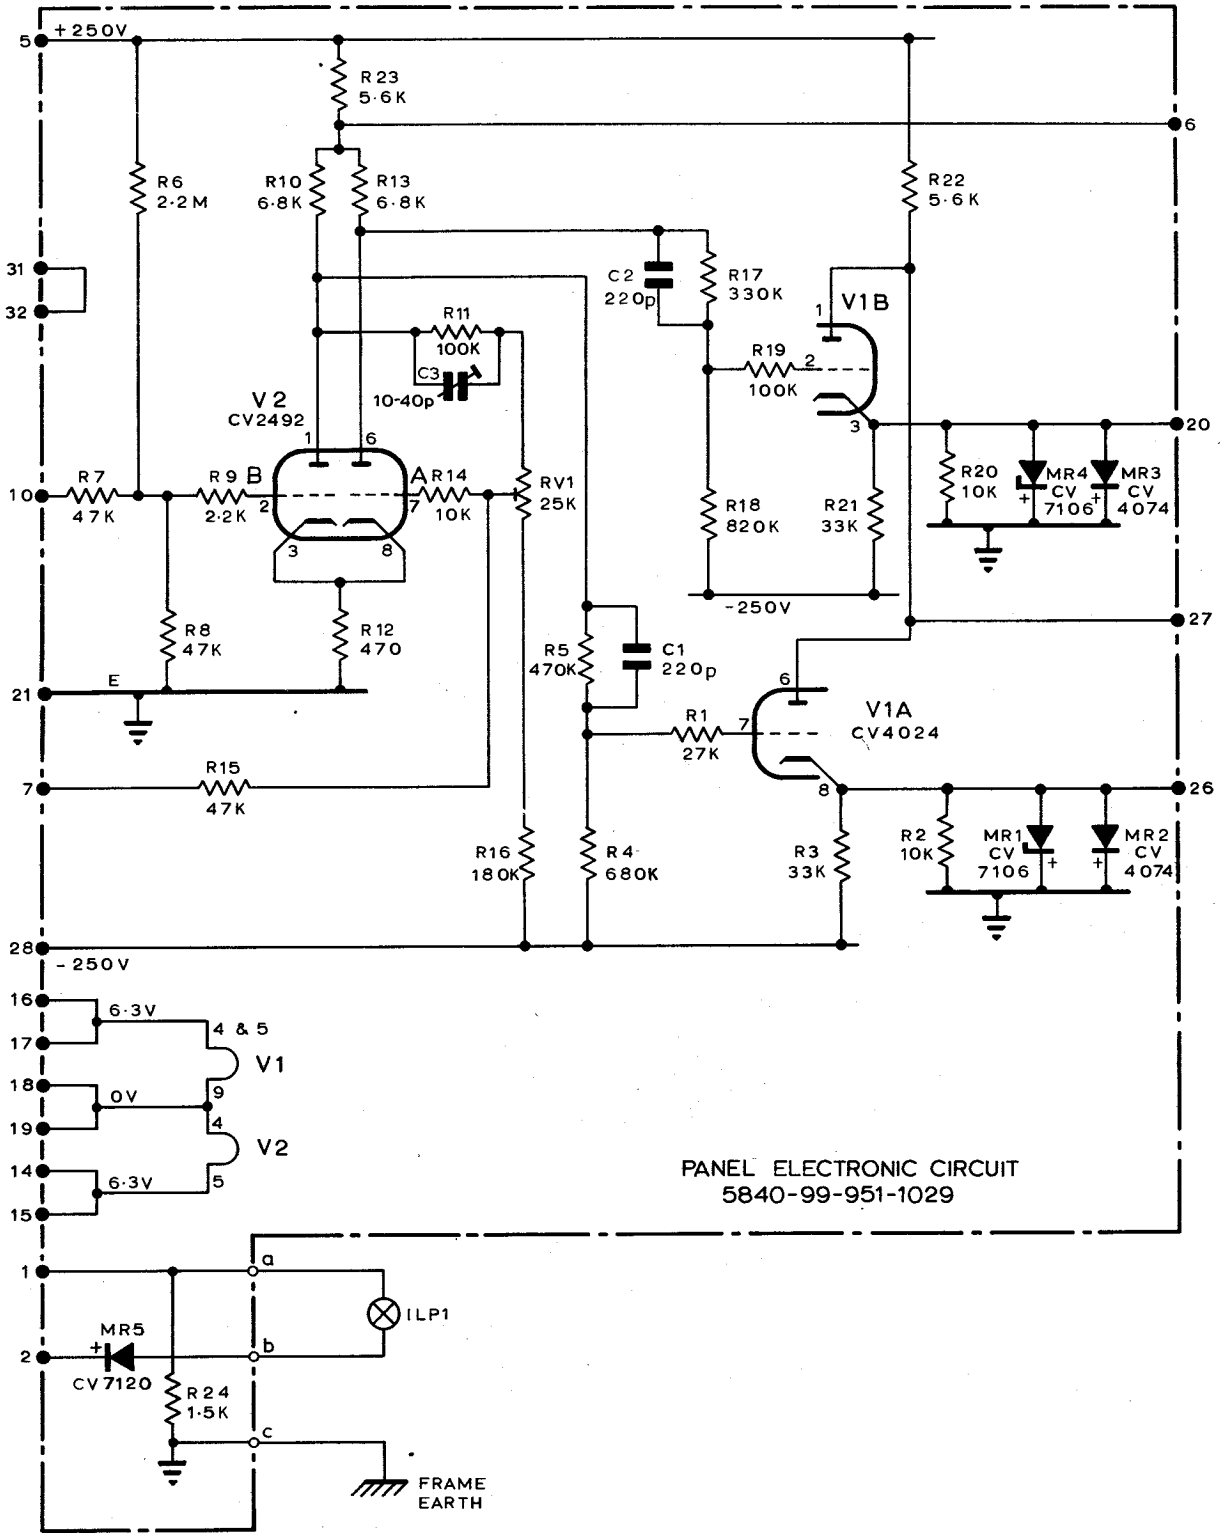 5
+250V
R23
5.6K
6
R6
2.2M
R10
6.8K
R13
6.8K
R22
5.6K
31
32
C2
220p
R17
330K
V1B
1
R11
100K
C3
10-40p
R19
100K
2
3
20
V2
CV2492
1
6
B
A
10
R7
47K
R9
2.2K
2
7
R14
10K
RV1
25K
3
8
R18
820K
R21
33K
R20
10K
MR4
CV
7106
+
MR3
CV
4074
+
-250V
R8
47K
R12
470
R5
470K
C1
220p
27
21
E
6
V1A
CV4024
R1
27K
7
8
26
7
R15
47K
R16
180K
R4
680K
R3
33K
R2
10K
MR1
CV
7106
+
MR2
CV
4074
+
28
-250V
16
6.3V
4 & 5
17
V1
18
0V
9
19
4
V2
14
6.3V
5
15
PANEL ELECTRONIC CIRCUIT
5840-99-951-1029
1
a
ILP1
MR5
+
b
2
CV7120
R24
1.5K
c
FRAME
EARTH